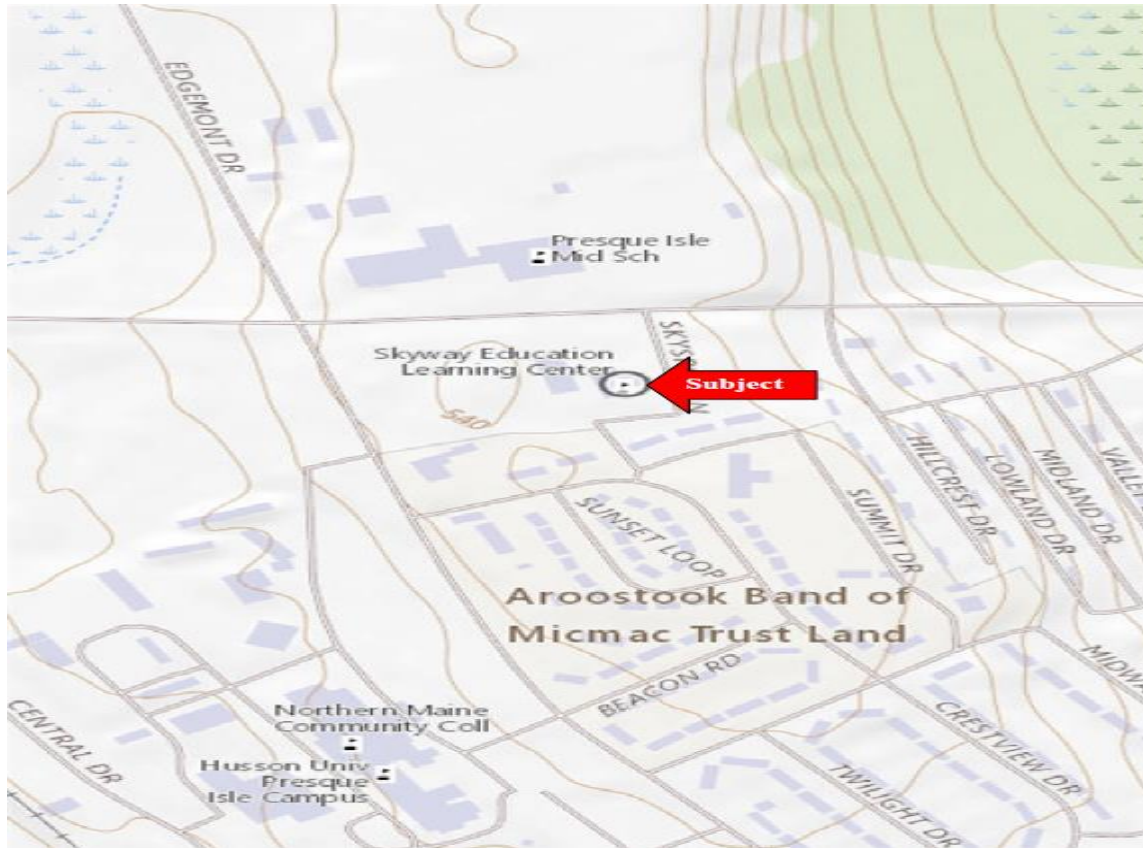 EDGEMONT DR
Presque Isle
Mid Sch
Skyway Education
Learning Center
Subject
540
HILLCREST DR
LOWLAND DR
MIDLAND DR
SUNSET LOOP
SUMMIT DR
Aroostook Band of
Micmac Trust Land
BEACON RD
Northern Maine
Community Coll
CENTRAL DR
Husson Univ
Presque
Isle Campus
CRESTVIEW DR
TWILIGHT DR